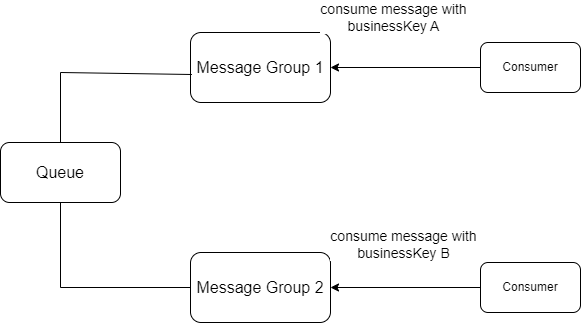 consume message with
businessKey A
Message Group 1
Consumer
Queue
consume message with
businessKey B
Message Group 2
Consumer